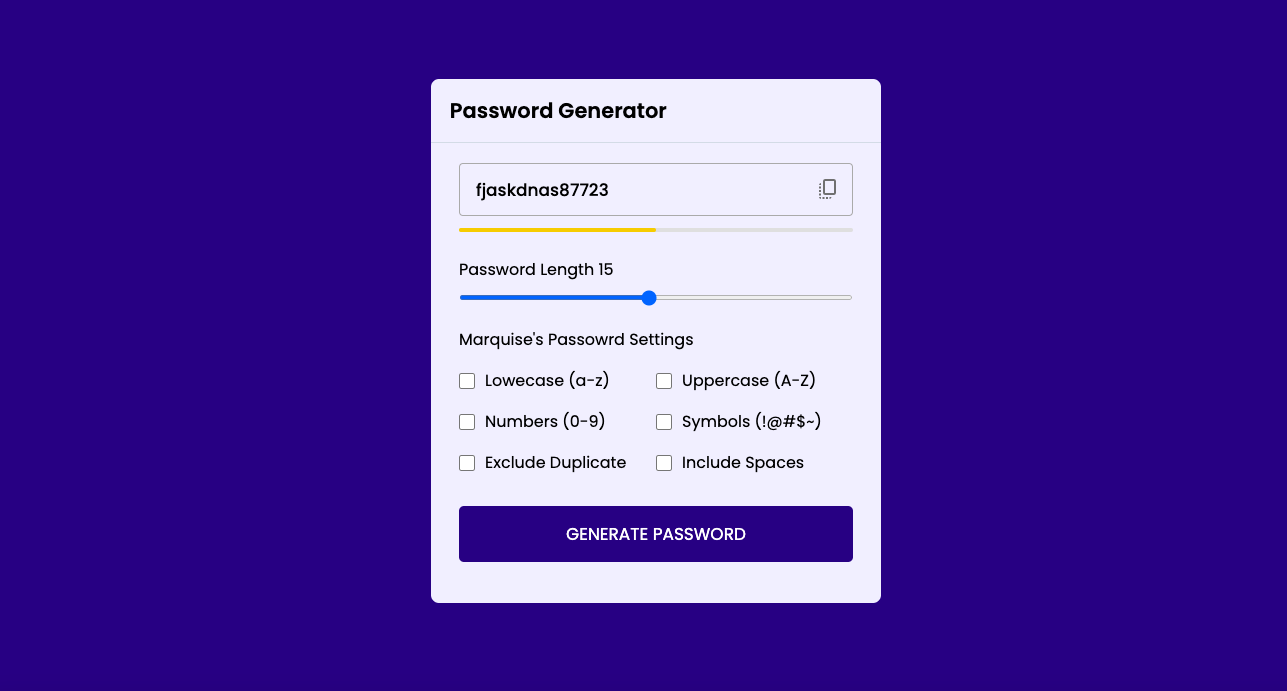 Password Generator
fjaskdnas87723
Password Length 15
Marquise's Passowrd Settings
Lowecase (a-z) Uppercase (A-Z)
Numbers (0-9) Symbols (!@#$~)
Exclude Duplicate Include Spaces
GENERATE PASSWORD